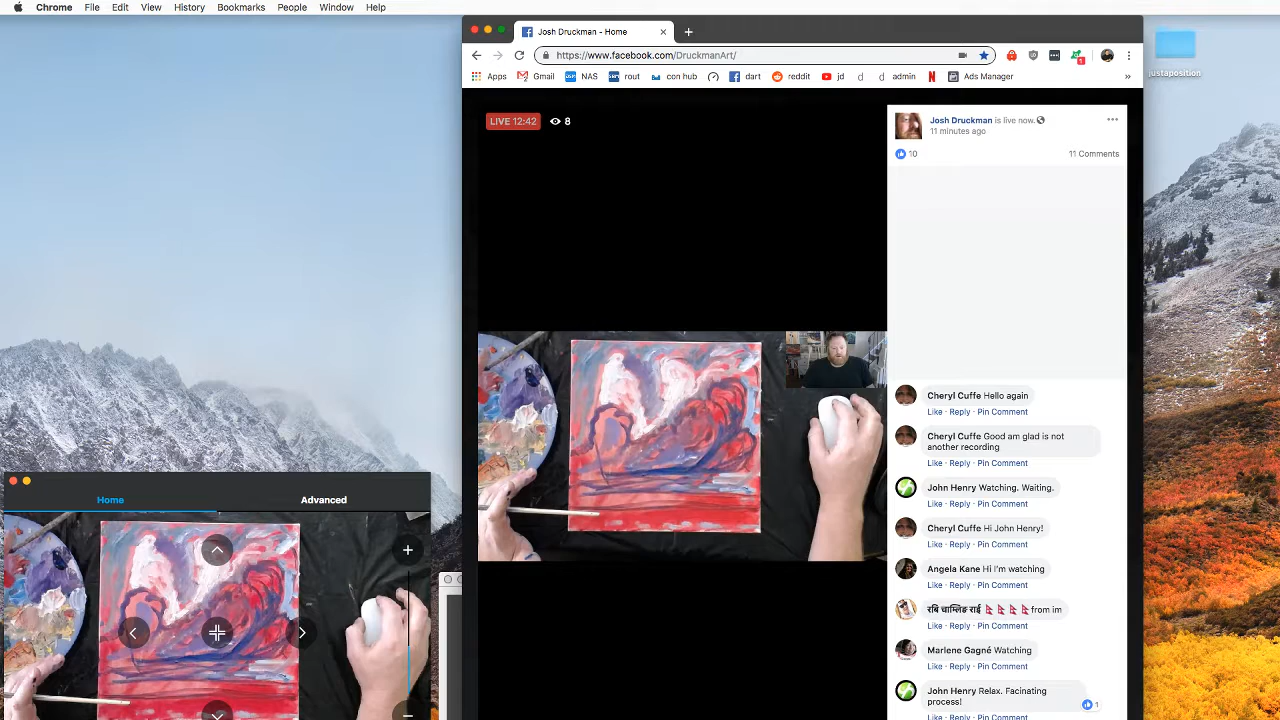 Chrome File Edit View History Bookmarks People Window Help
Josh Druckman - Home
https://www.facebook.com/DruckmanArt/
Apps Gmail NAS rout con hub dart reddit jd d d admin Ads Manager »
justaposition
LIVE 12:42 8
Josh Druckman is live now.
11 minutes ago
10 11 Comments
Cheryl Cuffe Hello again
Like · Reply · Pin Comment
Cheryl Cuffe Good am glad is not
another recording
Like · Reply · Pin Comment
John Henry Watching. Waiting.
Like · Reply · Pin Comment
Cheryl Cuffe Hi John Henry!
Like · Reply · Pin Comment
Angela Kane Hi I'm watching
Like · Reply · Pin Comment
रबि चाम्लिङ राई 🇳🇵🇳🇵🇳🇵🇳🇵from im
Like · Reply · Pin Comment
Marlene Gagné Watching
Like · Reply · Pin Comment
John Henry Relax. Facinating
process!
1
Like · Reply · Pin Comment
Home Advanced